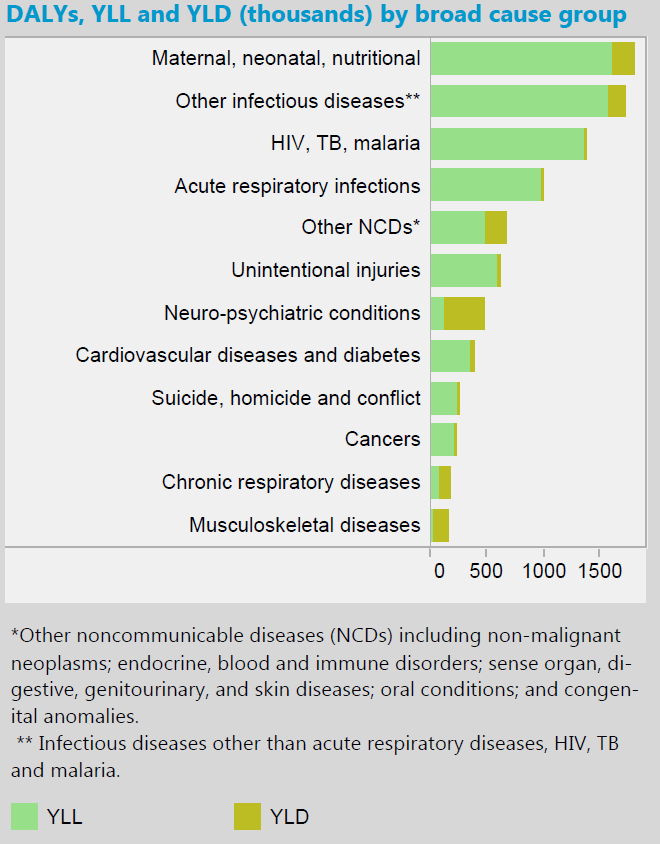 DALYs, YLL and YLD (thousands) by broad cause group
Maternal, neonatal, nutritional
Other infectious diseases**
HIV, TB, malaria
Acute respiratory infections
Other NCDs*
Unintentional injuries
Neuro-psychiatric conditions
Cardiovascular diseases and diabetes
Suicide, homicide and conflict
Cancers
Chronic respiratory diseases
Musculoskeletal diseases
0 500 1000 1500
*Other noncommunicable diseases (NCDs) including non-malignant
neoplasms; endocrine, blood and immune disorders; sense organ, di-
gestive, genitourinary, and skin diseases; oral conditions; and congen-
ital anomalies.
** Infectious diseases other than acute respiratory diseases, HIV, TB
and malaria.
YLL YLD